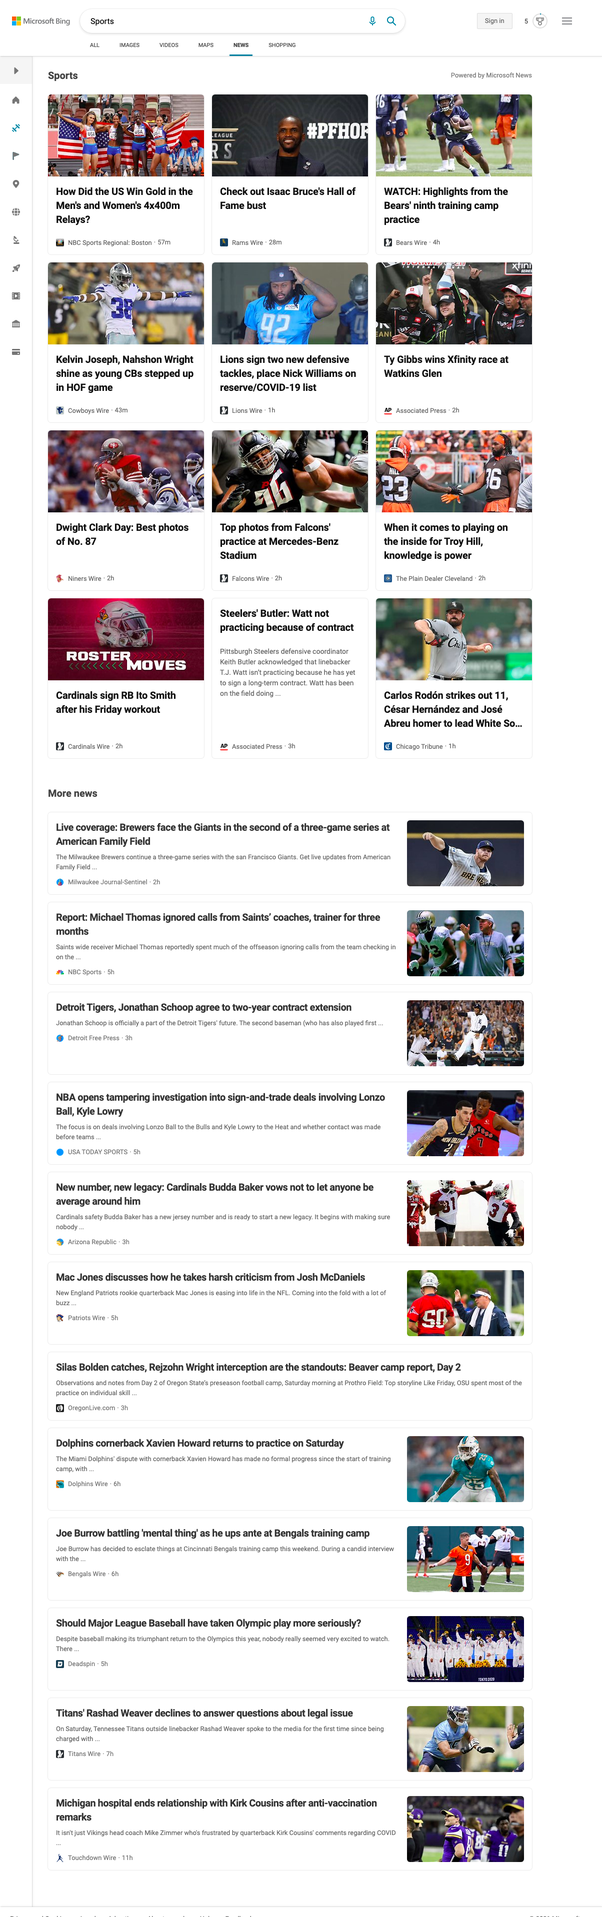 Microsoft Bing
Sports
Sign in
5
ALL IMAGES VIDEOS MAPS NEWS SHOPPING
Sports
Powered by Microsoft News
How Did the US Win Gold in the
Men's and Women's 4x400m
Relays?
NBC Sports Regional: Boston · 57m
#PFHOF
Check out Isaac Bruce's Hall of
Fame bust
Rams Wire · 28m
WATCH: Highlights from the
Bears' ninth training camp
practice
Bears Wire · 4h
38
Kelvin Joseph, Nahshon Wright
shine as young CBs stepped up
in HOF game
Cowboys Wire · 43m
92
Lions sign two new defensive
tackles, place Nick Williams on
reserve/COVID-19 list
Lions Wire · 1h
xfini
Ty Gibbs wins Xfinity race at
Watkins Glen
AP Associated Press · 2h
Dwight Clark Day: Best photos
of No. 87
Niners Wire · 2h
96
Top photos from Falcons'
practice at Mercedes-Benz
Stadium
Falcons Wire · 2h
23
76
When it comes to playing on
the inside for Troy Hill,
knowledge is power
The Plain Dealer Cleveland · 2h
ROSTER
MOVES
Cardinals sign RB Ito Smith
after his Friday workout
Cardinals Wire · 2h
Steelers' Butler: Watt not
practicing because of contract
Pittsburgh Steelers defensive coordinator
Keith Butler acknowledged that linebacker
T.J. Watt isn't practicing because he has yet
to sign a long-term contract. Watt has been
on the field doing ...
AP Associated Press · 3h
Carlos Rodón strikes out 11,
César Hernández and José
Abreu homer to lead White So...
Chicago Tribune · 1h
More news
Live coverage: Brewers face the Giants in the second of a three-game series at
American Family Field
The Milwaukee Brewers continue a three-game series with the san Francisco Giants. Get live updates from American
Family Field ...
Milwaukee Journal-Sentinel · 2h
Report: Michael Thomas ignored calls from Saints' coaches, trainer for three
months
Saints wide receiver Michael Thomas reportedly spent much of the offseason ignoring calls from the team checking in
on the ...
NBC Sports · 5h
Detroit Tigers, Jonathan Schoop agree to two-year contract extension
Jonathan Schoop is officially a part of the Detroit Tigers' future. The second baseman (who has also played first ...
Detroit Free Press · 3h
NBA opens tampering investigation into sign-and-trade deals involving Lonzo
Ball, Kyle Lowry
The focus is on deals involving Lonzo Ball to the Bulls and Kyle Lowry to the Heat and whether contact was made
before teams ...
USA TODAY SPORTS · 5h
New number, new legacy: Cardinals Budda Baker vows not to let anyone be
average around him
Cardinals safety Budda Baker has a new jersey number and is ready to start a new legacy. It begins with making sure
nobody ...
Arizona Republic · 3h
Mac Jones discusses how he takes harsh criticism from Josh McDaniels
New England Patriots rookie quarterback Mac Jones is easing into life in the NFL. Coming into the fold with a lot of
buzz ...
Patriots Wire · 5h
50
Silas Bolden catches, Rejzohn Wright interception are the standouts: Beaver camp report, Day 2
Observations and notes from Day 2 of Oregon State's preseason football camp, Saturday morning at Prothro Field: Top storyline Like Friday, OSU spent most of the
practice on individual skill ...
OregonLive.com · 3h
Dolphins cornerback Xavien Howard returns to practice on Saturday
The Miami Dolphins' dispute with cornerback Xavien Howard has made no formal progress since the start of training
camp, with ...
Dolphins Wire · 6h
Joe Burrow battling 'mental thing' as he ups ante at Bengals training camp
Joe Burrow has decided to esclate things at Cincinnati Bengals training camp this weekend. During a candid interview
with the ...
Bengals Wire · 6h
9
Should Major League Baseball have taken Olympic play more seriously?
Despite baseball making its triumphant return to the Olympics this year, nobody really seemed very excited to watch.
There ...
Deadspin · 5h
Titans' Rashad Weaver declines to answer questions about legal issue
On Saturday, Tennessee Titans outside linebacker Rashad Weaver spoke to the media for the first time since being
charged with ...
Titans Wire · 7h
Michigan hospital ends relationship with Kirk Cousins after anti-vaccination
remarks
It isn't just Vikings head coach Mike Zimmer who's frustrated by quarterback Kirk Cousins' comments regarding COVID
...
Touchdown Wire · 11h